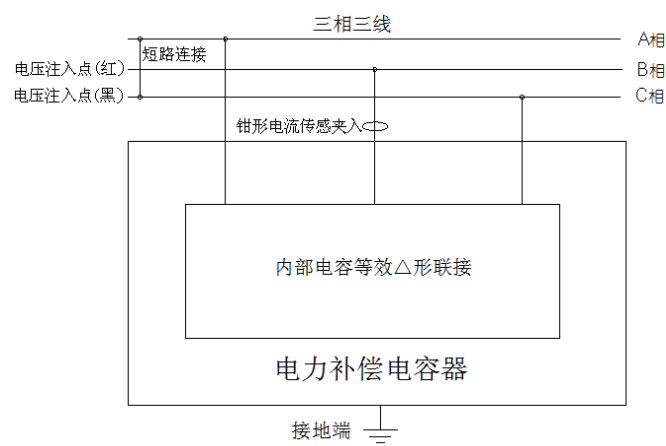 三相三线
A相
短路连接
电压注入点(红)
B相
电压注入点(黑)
C相
钳形电流传感夹入
内部电容等效△形联接
电力补偿电容器
接地端